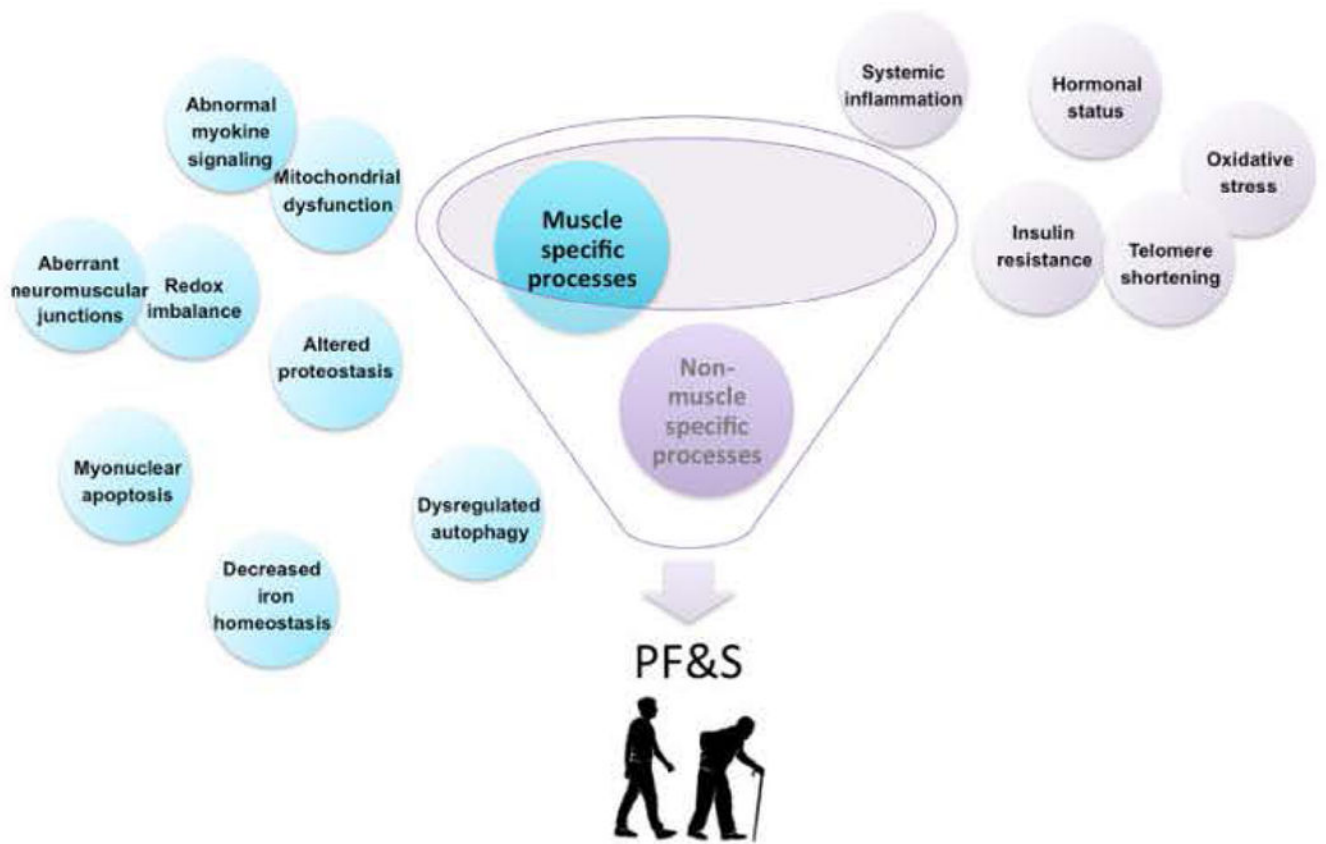 Abnormal
myokine
signaling
Mitochondrial
dysfunction
Aberrant
neuromuscular
junctions
Redox
imbalance
Altered
proteostasis
Myonuclear
apoptosis
Decreased
iron
homeostasis
Dysregulated
autophagy
Muscle
specific
processes
Non-
muscle
specific
processes
Systemic
inflammation
Hormonal
status
Oxidative
stress
Insulin
resistance
Telomere
shortening
PF&S